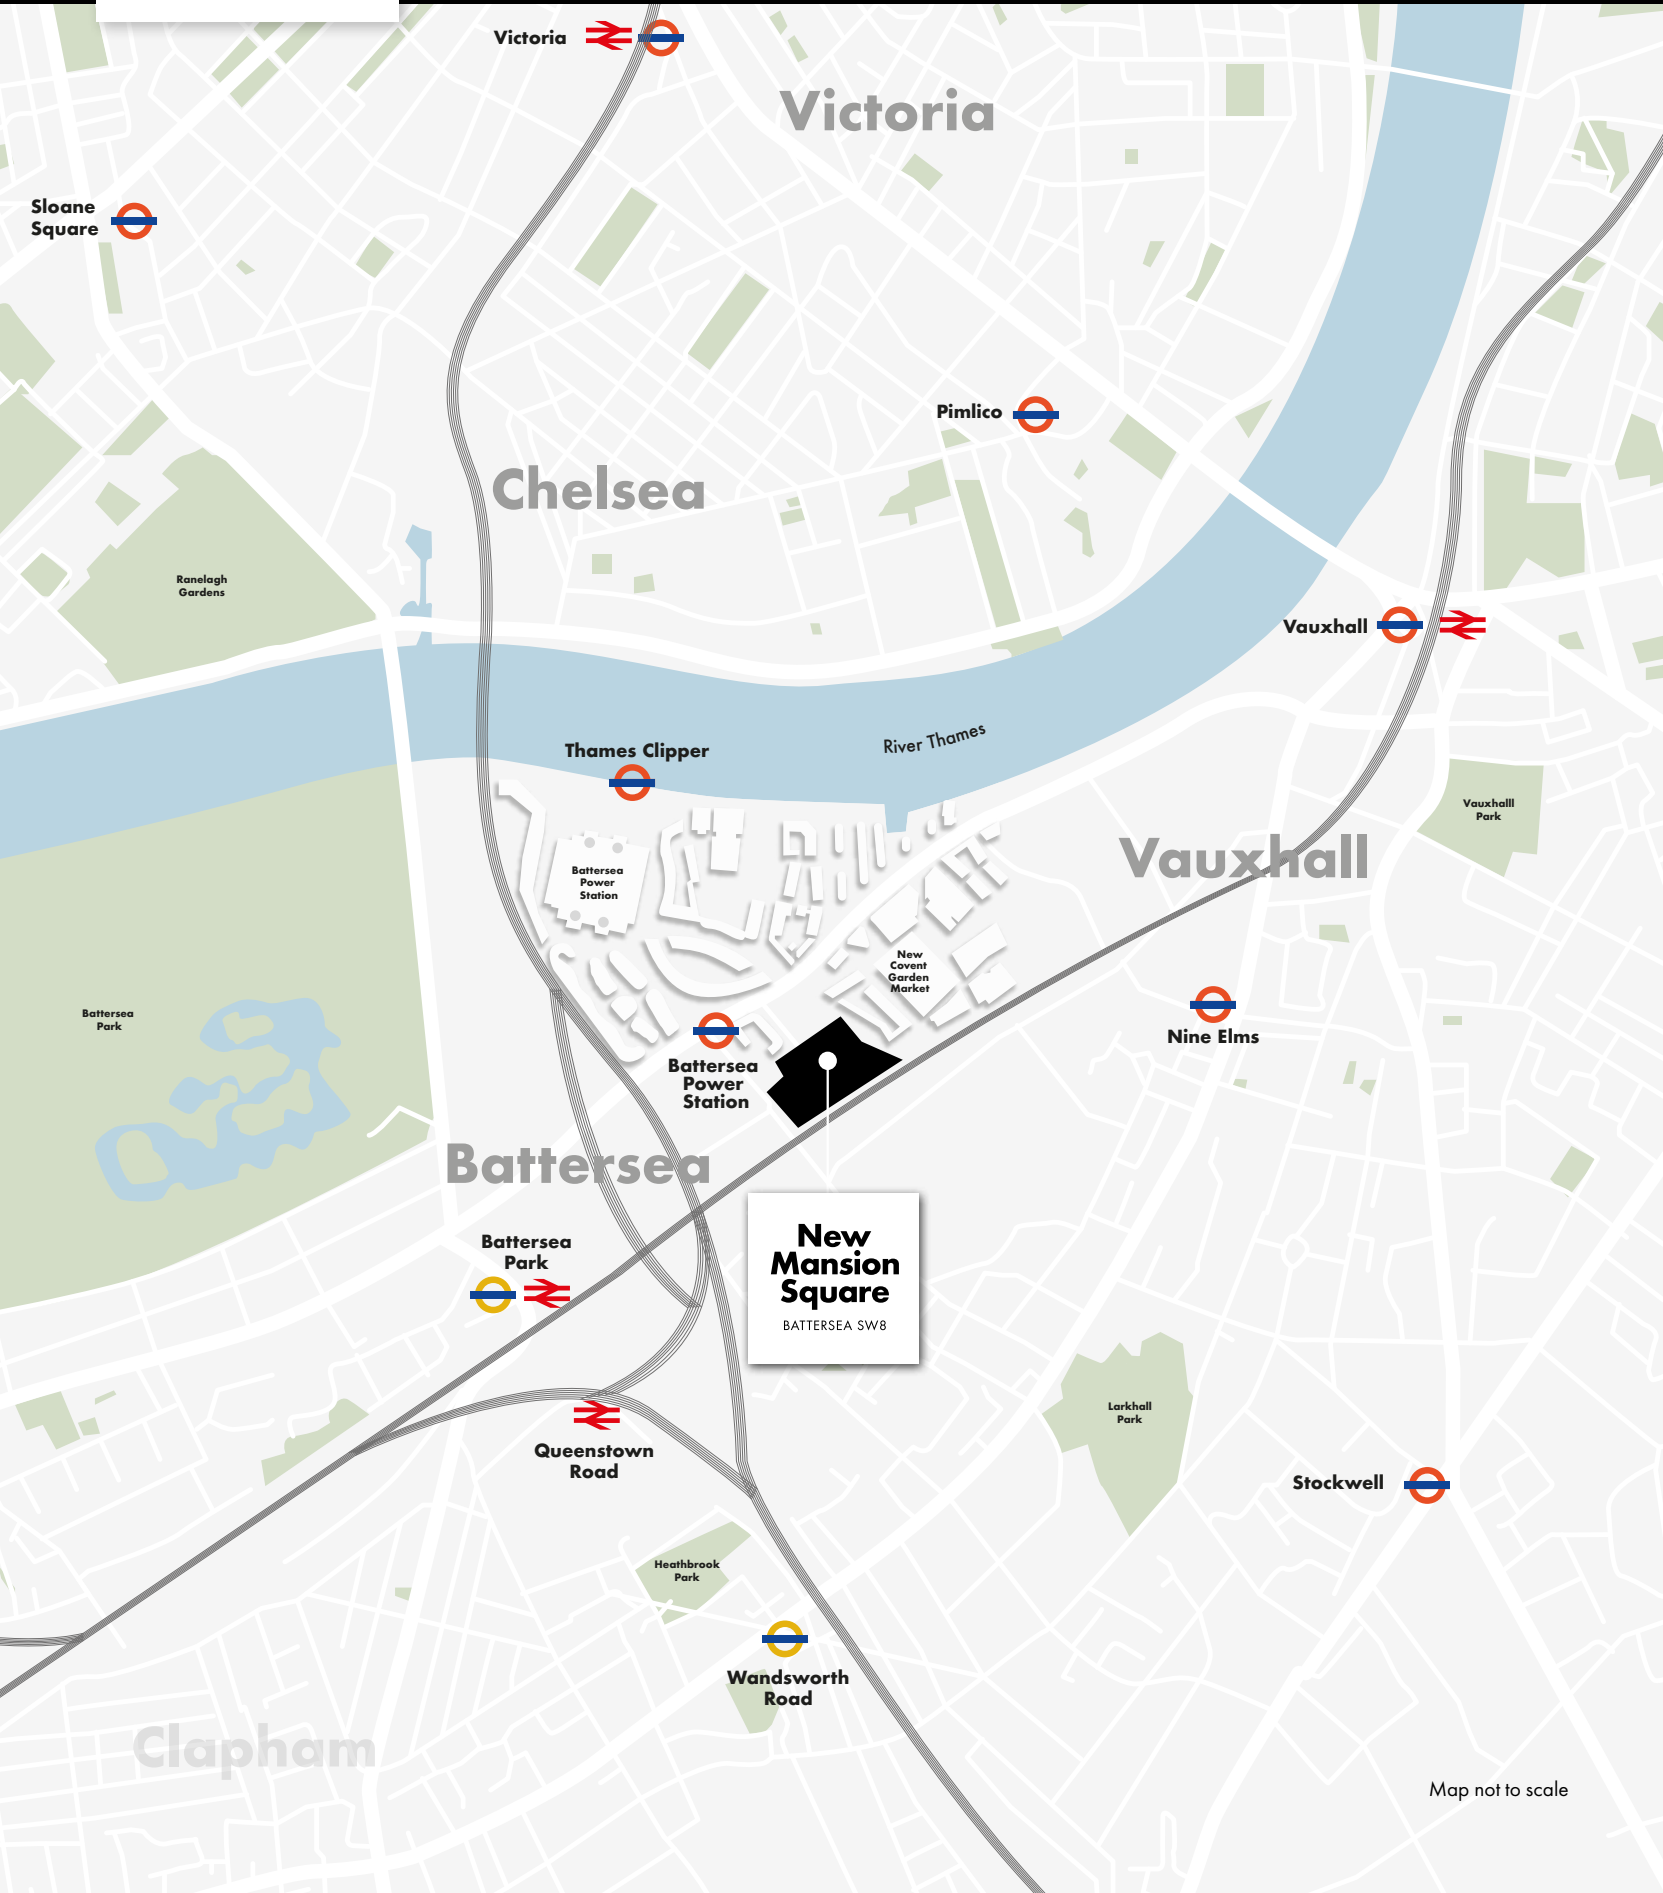 Victoria
Victoria
Sloane
Square
Pimlico
Chelsea
Ranelagh
Gardens
Vauxhall
River Thames
Thames Clipper
Vauxhalll
Park
Vauxhall
Battersea
Power
Station
New
Covent
Garden
Market
Battersea
Park
Nine Elms
Battersea
Power
Station
Battersea
New
Mansion
Square
BATTERSEA SW8
Battersea
Park
Larkhall
Park
Queenstown
Road
Stockwell
Heathbrook
Park
Wandsworth
Road
Clapham
Map not to scale